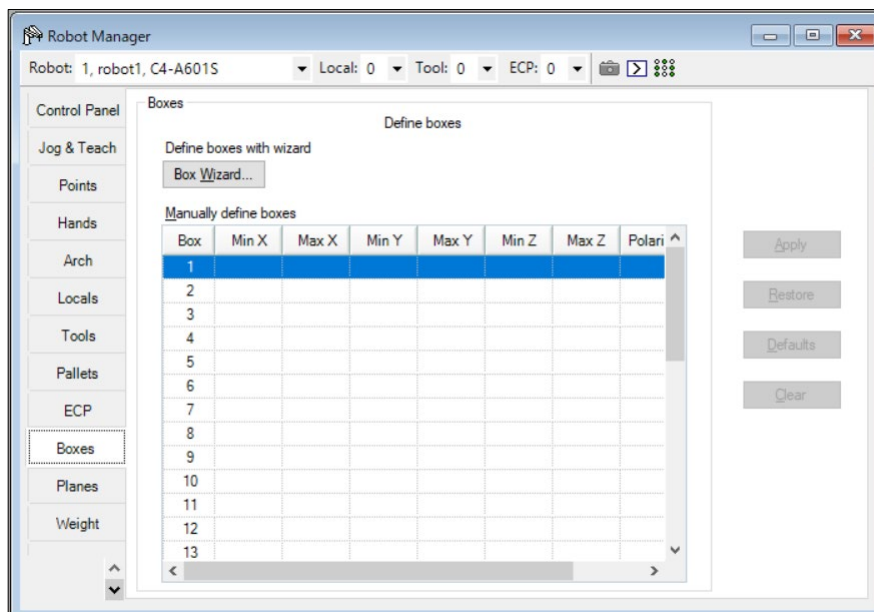 Robot Manager
Robot: 1, robot1, C4-A601S Local: 0 Tool: 0 ECP: 0
Control Panel
Jog & Teach
Points
Hands
Arch
Locals
Tools
Pallets
ECP
Boxes
Planes
Weight
Boxes
Define boxes
Define boxes with wizard
Box Wizard...
Manually define boxes
Box Min X Max X Min Y Max Y Min Z Max Z Polari
1
2
3
4
5
6
7
8
9
10
11
12
13
Apply
Restore
Defaults
Clear